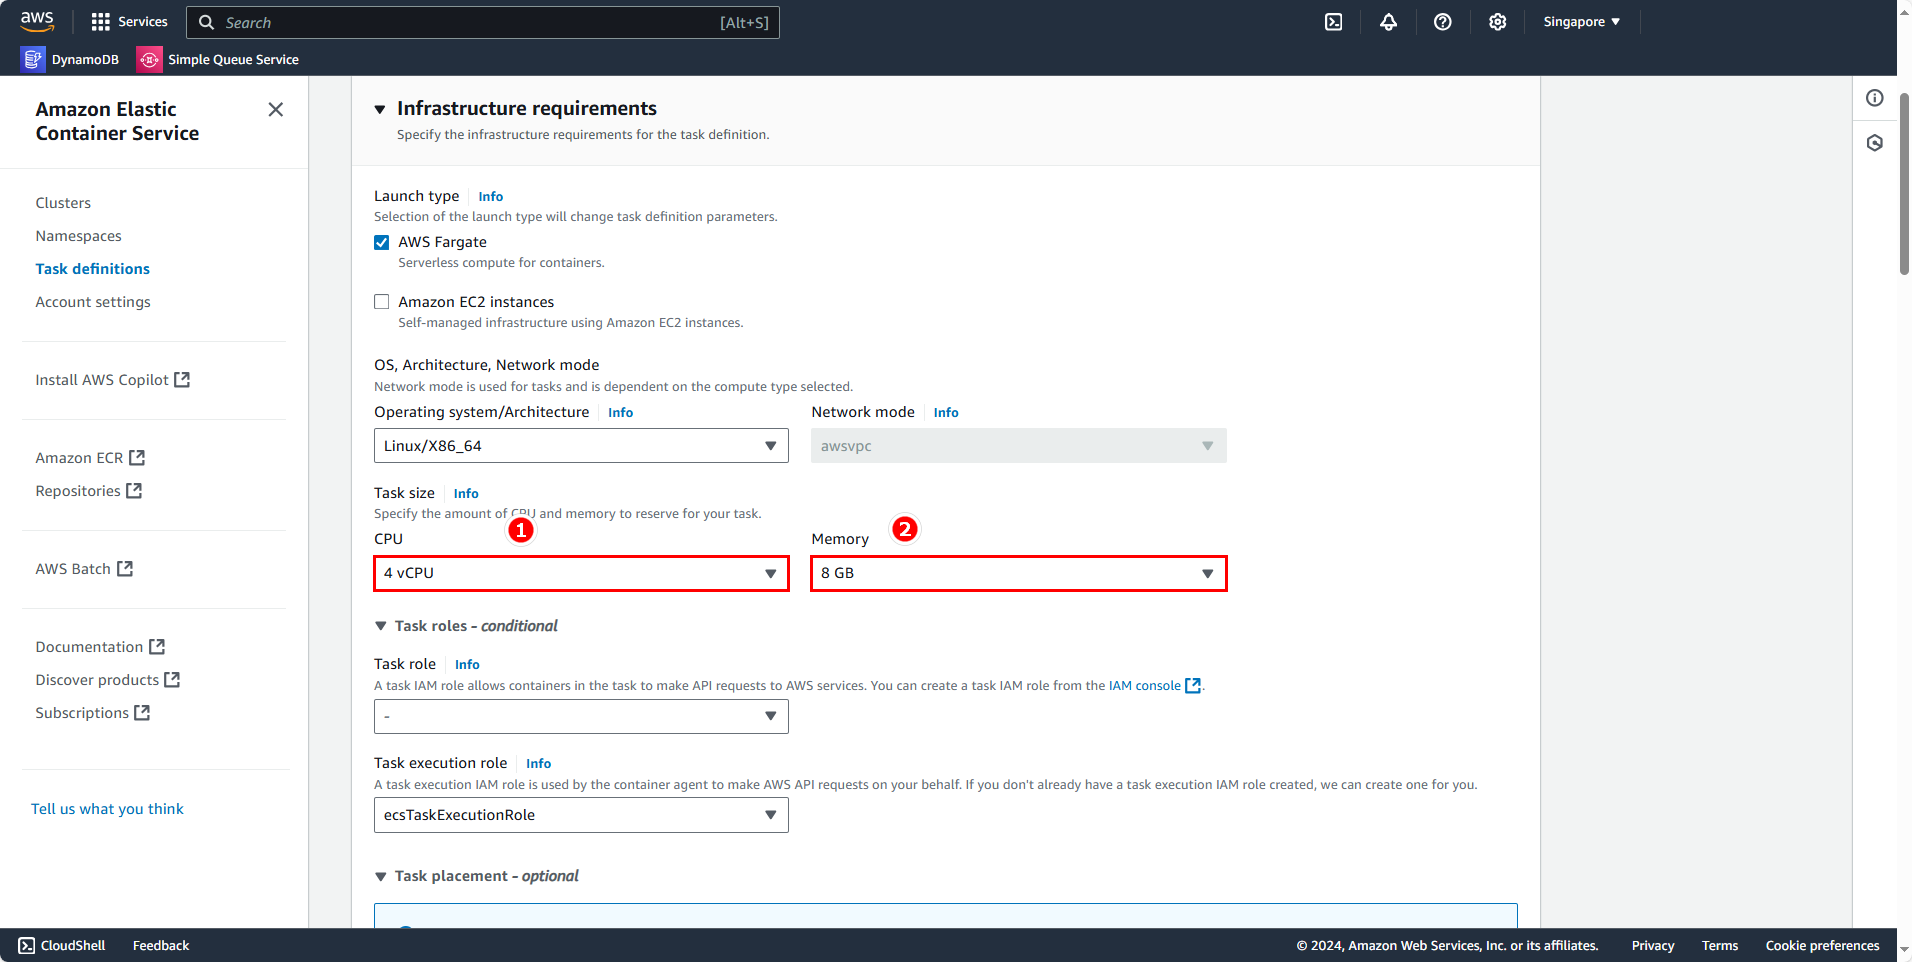 aws
Services
Search
[Alt+S]
Singapore ▼
DynamoDB
Simple Queue Service
Amazon Elastic
Container Service
Clusters
Namespaces
Task definitions
Account settings
Install AWS Copilot
Amazon ECR
Repositories
AWS Batch
Documentation
Discover products
Subscriptions
Tell us what you think
Infrastructure requirements
Specify the infrastructure requirements for the task definition.
Launch type Info
Selection of the launch type will change task definition parameters.
AWS Fargate
Serverless compute for containers.
Amazon EC2 instances
Self-managed infrastructure using Amazon EC2 instances.
OS, Architecture, Network mode
Network mode is used for tasks and is dependent on the compute type selected.
Operating system/Architecture Info
Network mode Info
Linux/X86_64
awsvpc
Task size Info
Specify the amount of CPU and memory to reserve for your task.
1
2
CPU
Memory
4 vCPU
8 GB
Task roles - conditional
Task role Info
A task IAM role allows containers in the task to make API requests to AWS services. You can create a task IAM role from the IAM console.
-
Task execution role Info
A task execution IAM role is used by the container agent to make AWS API requests on your behalf. If you don't already have a task execution IAM role created, we can create one for you.
ecsTaskExecutionRole
Task placement - optional
CloudShell
Feedback
© 2024, Amazon Web Services, Inc. or its affiliates.
Privacy
Terms
Cookie preferences